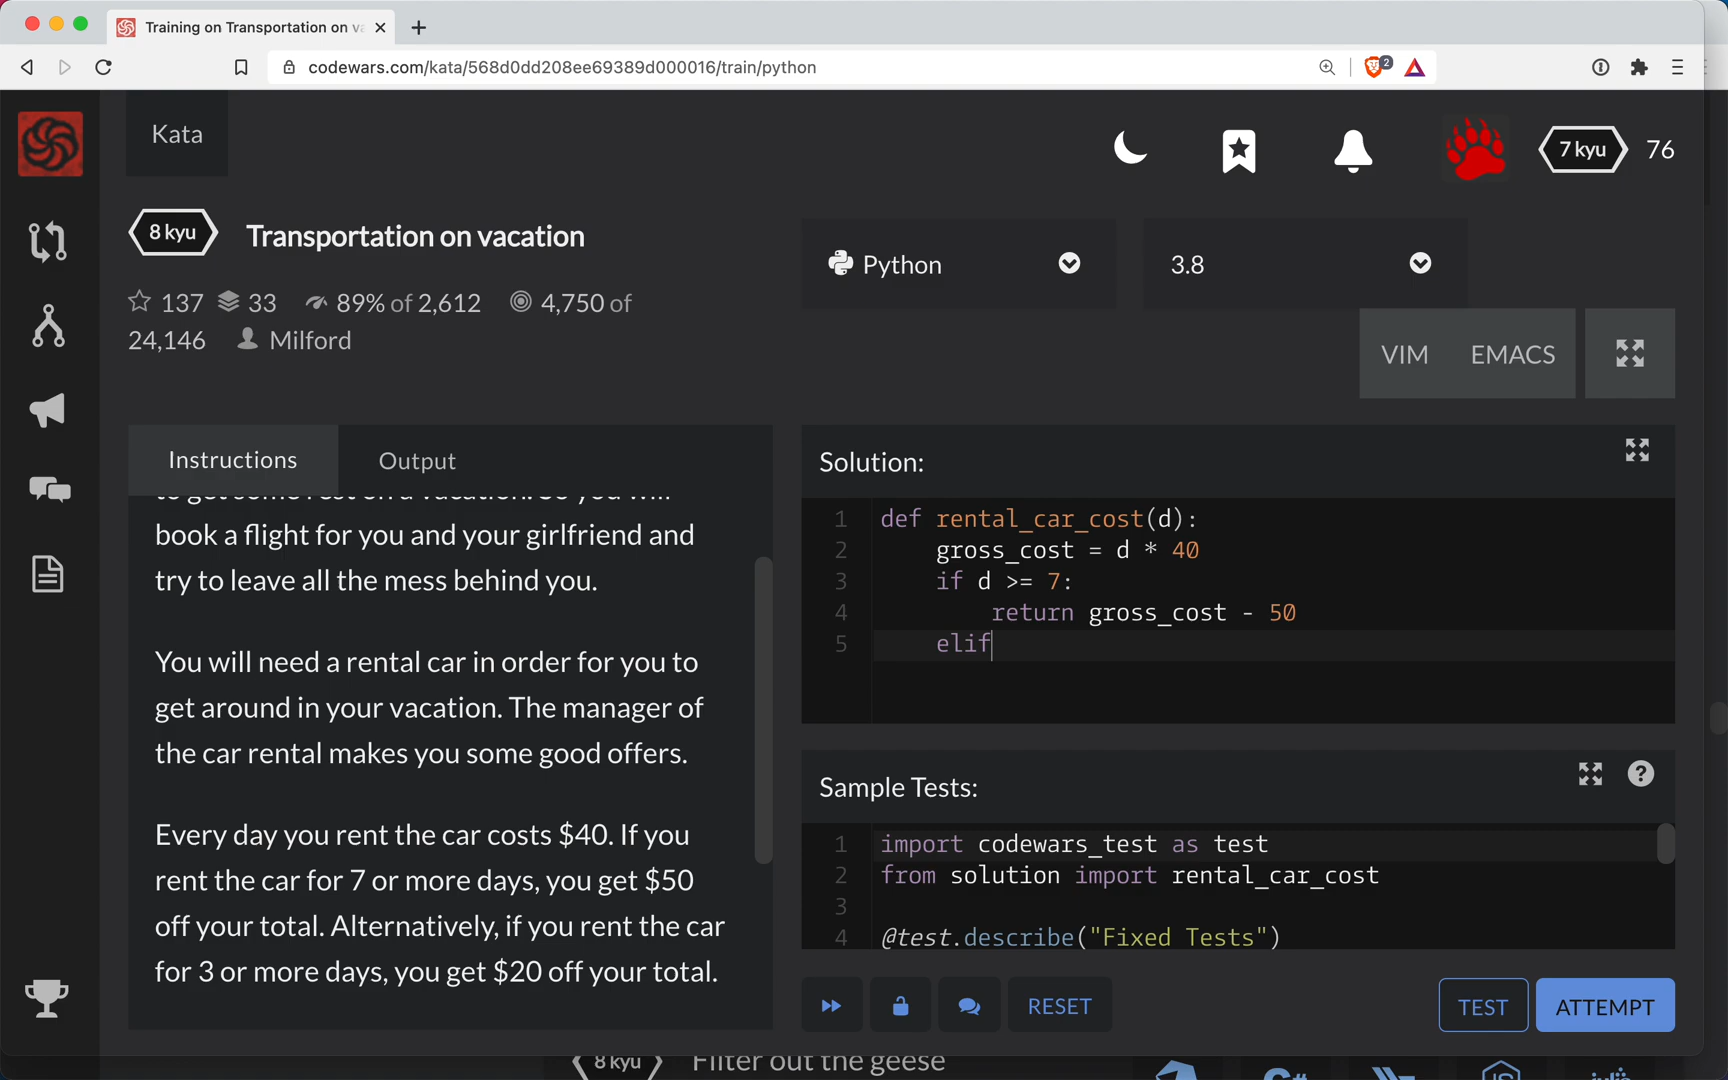 Training on Transportation on va
codewars.com/kata/568d0dd208ee69389d000016/train/python
2
Kata
7 kyu 76
8 kyu Transportation on vacation
137 33 89% of 2,612 4,750 of
24,146 Milford
Python
3.8
VIM EMACS
Instructions Output
book a flight for you and your girlfriend and
try to leave all the mess behind you.
You will need a rental car in order for you to
get around in your vacation. The manager of
the car rental makes you some good offers.
Every day you rent the car costs $40. If you
rent the car for 7 or more days, you get $50
off your total. Alternatively, if you rent the car
for 3 or more days, you get $20 off your total.
Solution:
1 def rental_car_cost(d):
2 gross_cost = d * 40
3 if d >= 7:
4 return gross_cost - 50
5 elif
Sample Tests:
1 import codewars_test as test
2 from solution import rental_car_cost
3
4 @test.describe("Fixed Tests")
RESET
TEST ATTEMPT
8 kyu Filter out the geese